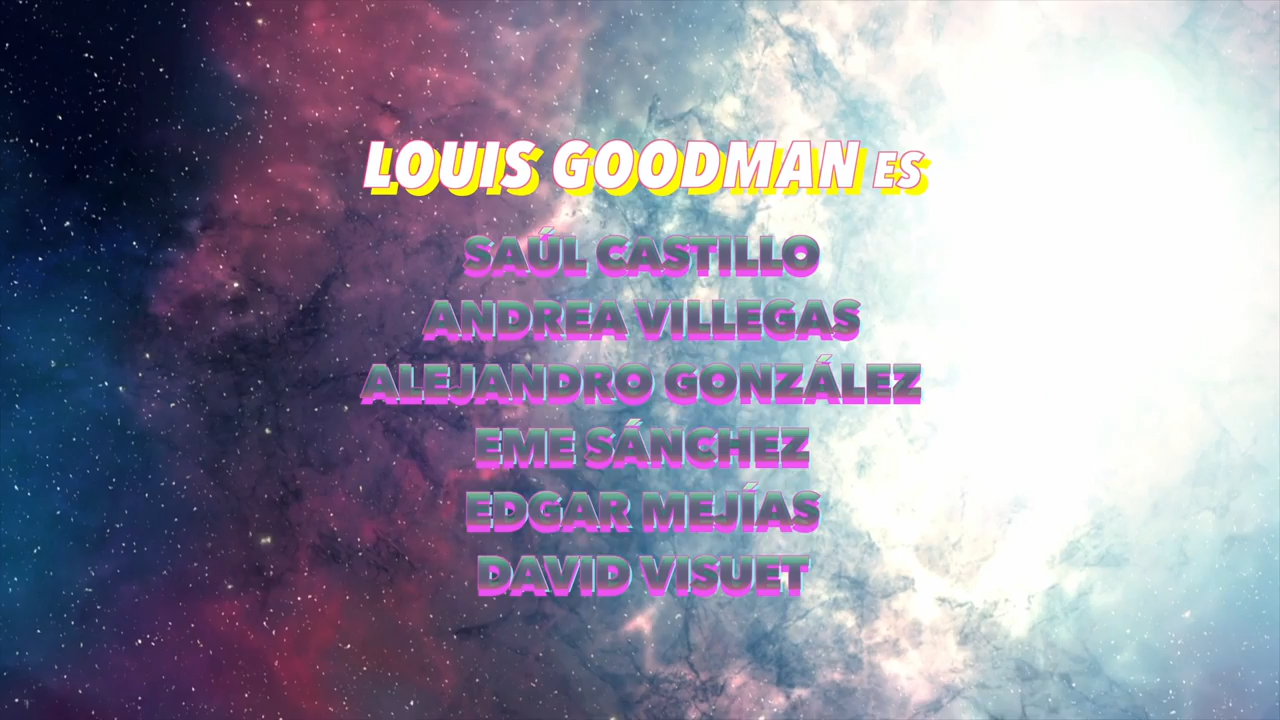 LOUIS GOODMAN ES
SAÚL CASTILLO
ANDREA VILLEGAS
ALEJANDRO GONZÁLEZ
EME SÁNCHEZ
EDGAR MEJÍAS
DAVID VISUET